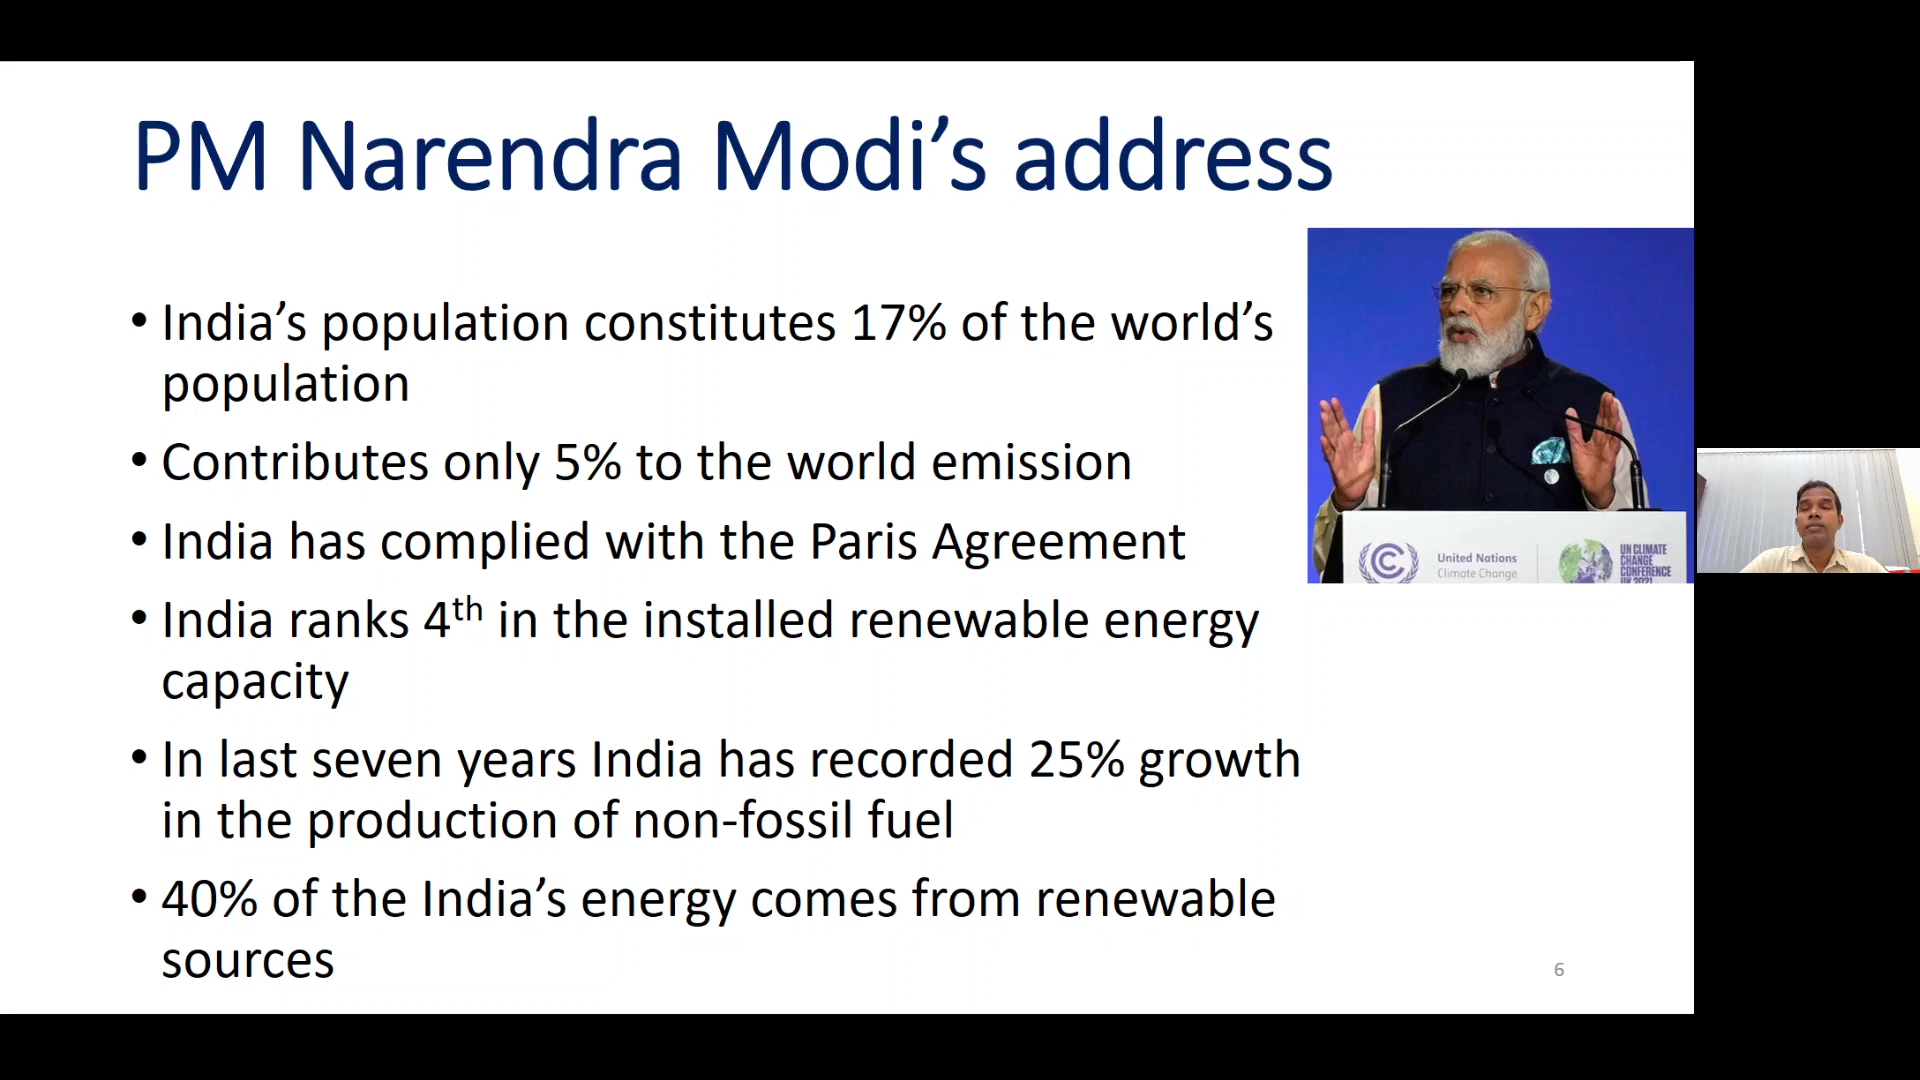 PM Narendra Modi’s address
• India’s population constitutes 17% of the world’s
population
• Contributes only 5% to the world emission
• India has complied with the Paris Agreement
• India ranks 4th in the installed renewable energy
capacity
• In last seven years India has recorded 25% growth
in the production of non-fossil fuel
• 40% of the India’s energy comes from renewable
sources
United Nations
Climate Change
UN CLIMATE
CHANGE
CONFERENCE
UK 2021
6